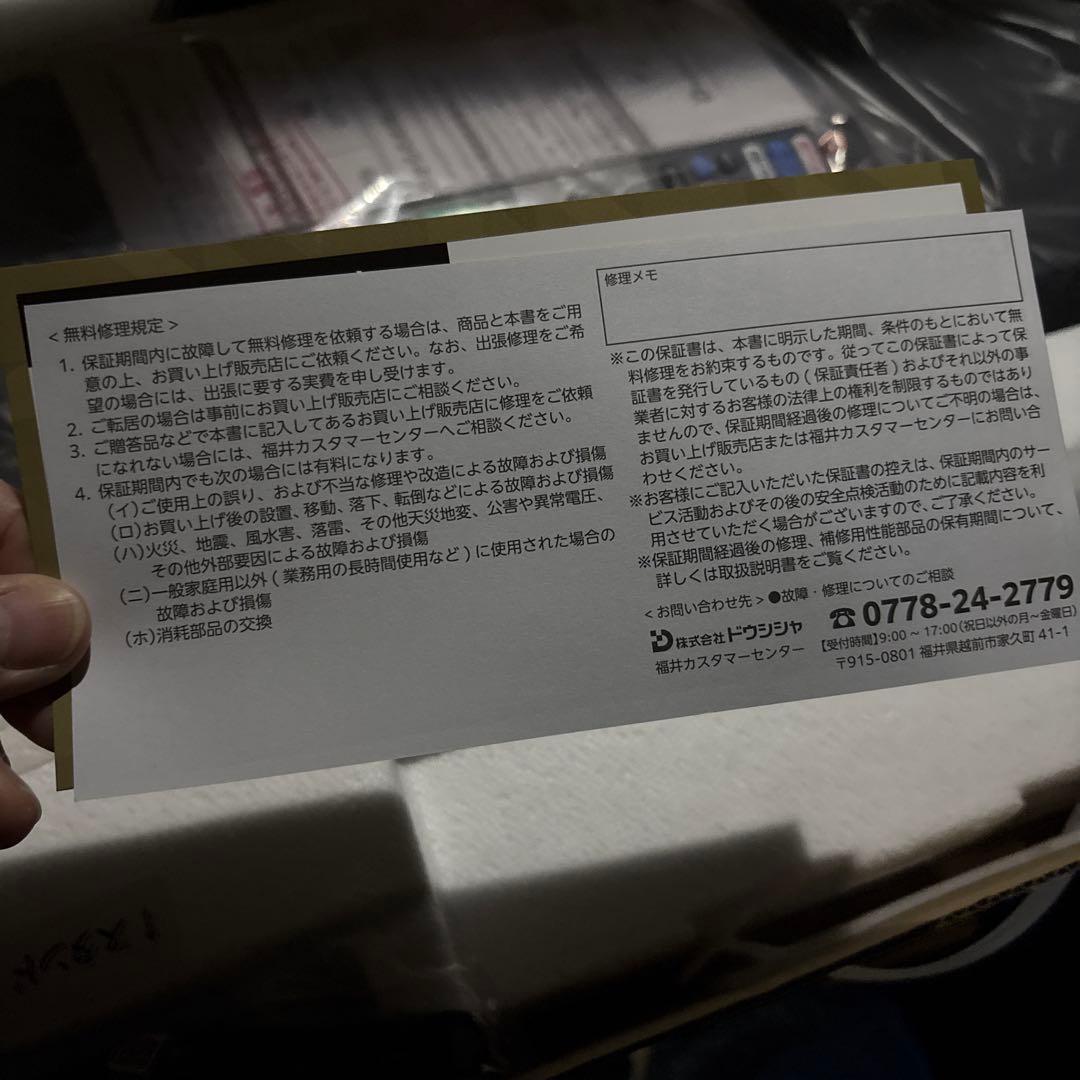 <無料修理規定>
1. 保証期間内に故障して無料修理を依頼する場合は、商品と本書をご用
意の上、お買い上げ販売店にご依頼ください。なお、出張修理をご希
望の場合には、出張に要する実費を申し受けます。
2. ご転居の場合は事前にお買い上げ販売店にご相談ください。
3. ご贈答品などで本書に記入してあるお買い上げ販売店に修理をご依頼
になれない場合には、福井カスタマーセンターへご相談ください。
4. 保証期間内でも次の場合には有料になります。
(イ)ご使用上の誤り、および不当な修理や改造による故障および損傷
(ロ)お買い上げ後の設置、移動、落下、転倒などによる故障および損傷
(ハ)火災、地震、風水害、落雷、その他天災地変、公害や異常電圧、
その他外部要因による故障および損傷
(ニ)一般家庭用以外(業務用の長時間使用など)に使用された場合の
故障および損傷
(ホ)消耗部品の交換
修理メモ
※この保証書は、本書に明示した期間、条件のもとにおいて無
料修理をお約束するものです。従ってこの保証書によって保
証書を発行しているもの(保証責任者)およびそれ以外の事
業者に対するお客様の法律上の権利を制限するものではあり
ませんので、保証期間経過後の修理についてご不明の場合は、
お買い上げ販売店または福井カスタマーセンターにお問い合
わせください。
※お客様にご記入いただいた保証書の控えは、保証期間内のサー
ビス活動およびその後の安全点検活動のために記載内容を利
用させていただく場合がございますので、ご了承ください。
※保証期間経過後の修理、補修用性能部品の保有期間について、
詳しくは取扱説明書をご覧ください。
<お問い合わせ先>●故障・修理についてのご相談
株式会社ドウシシャ
福井カスタマーセンター
☎0778-24-2779
【受付時間】9:00~17:00(祝日以外の月~金曜日)
〒915-0801 福井県越前市家久町 41-1
スタンド